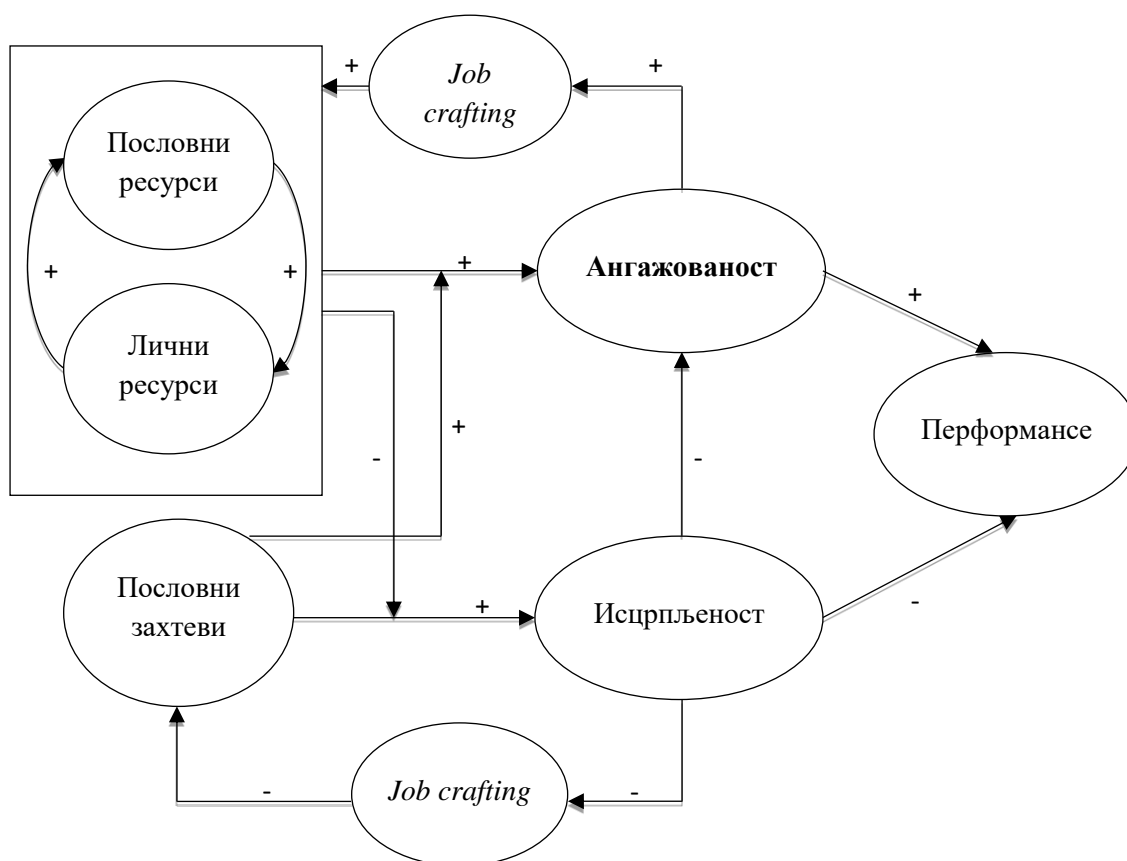 +
+
Job
crafting
Пословни
ресурси
+
+
+
Ангажованост
+
Лични
ресурси
+
-
-
Перформансе
Пословни
захтеви
+
Исцрпљеност
-
-
Job crafting
-